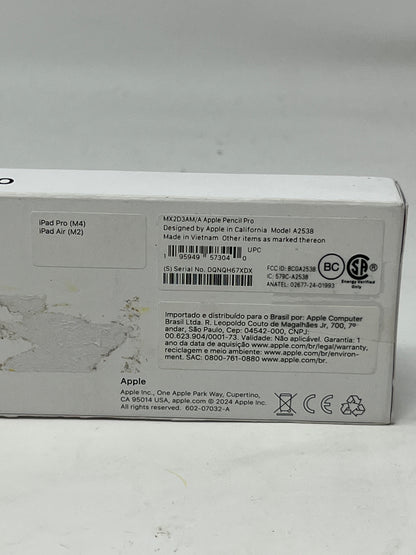 iPad Pro (M4)
iPad Air (M2)
MX2D3AM/A Apple Pencil Pro
Designed by Apple in California Model A2538
Made in Vietnam Other items as marked thereon
UPC
1 95949 57304 0
(S) Serial No. DQNQH67XDX
FCC ID: BCGA2538
IC: 579C-A2538
ANATEL: 02677-24-01993
BC
SA
Energy Verified
Only
Importado e distribuído para o Brasil por: Apple Computer
Brasil Ltda. R. Leopoldo Couto de Magalhães Jr, 700, 7º
andar, São Paulo, Cep: 04542-000, CNPJ:
00.623.904/0001-73. Validade: Não aplicável. Garantia: 1
ano da data de aquisição www.apple.com/br/legal/warranty,
reciclagem e meio ambiente: www.apple.com/br/environ-
ment. SAC: 0800-761-0880 www.apple.com/br
Apple
Apple Inc., One Apple Park Way, Cupertino,
CA 95014 USA, apple.com © 2024 Apple Inc.
All rights reserved. 602-07032-A
CE